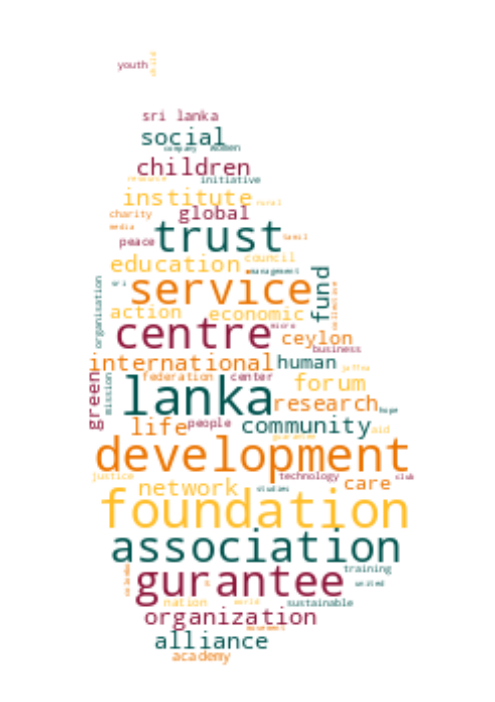 child
youth
sri lanka
social
company women
children
resource initiative
institute rural
charity global
media trust tamil
peace
education council
management
sri service fund
organisation action economic collective
centre micro
ceylon
business
international human
jaffna
federation center forum
green mission lanka research hope
life people community aid
guarantee
development
justice technology club
network studies care
foundation
association
colombo gurantee training
united
nation world sustainable
organization
movement
alliance
academy